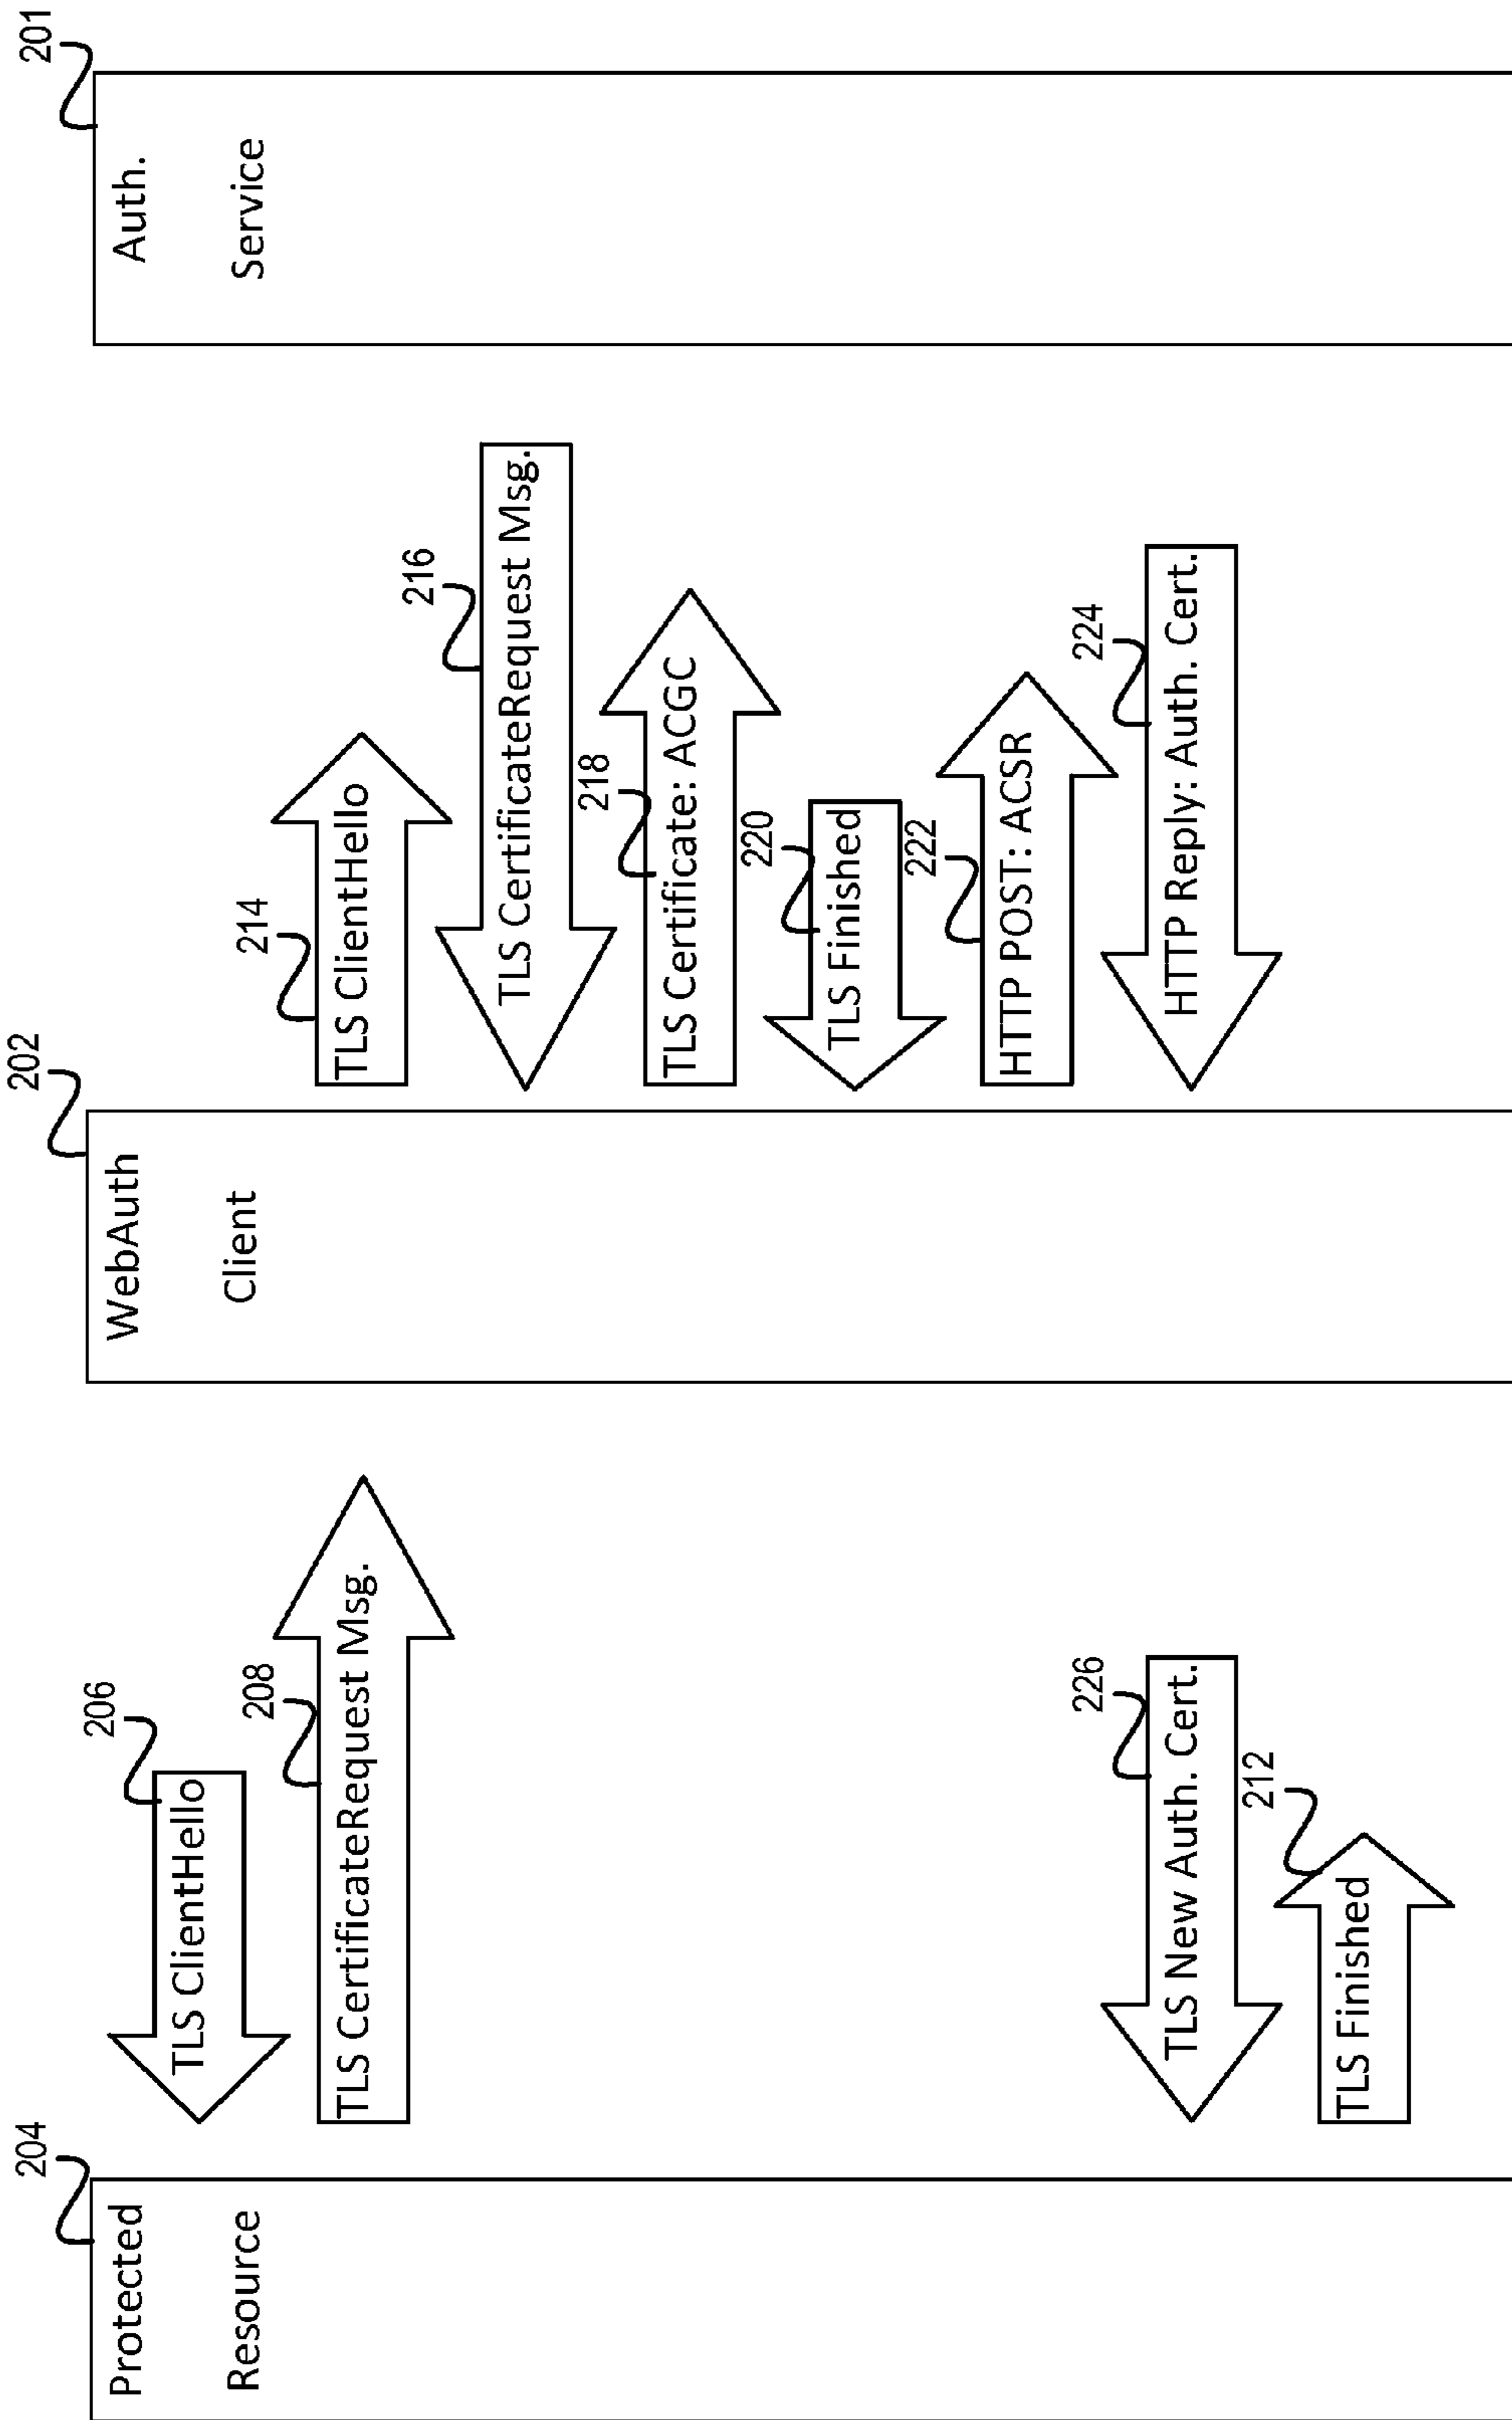 204
Protected
Resource
202
WebAuth
Client
201
Auth.
Service
206
TLS ClientHello
208
TLS CertificateRequest Msg.
214
TLS ClientHello
216
TLS CertificateRequest Msg.
218
TLS Certificate: ACGC
220
TLS Finished
222
HTTP POST: ACSR
224
HTTP Reply: Auth. Cert.
226
TLS New Auth. Cert.
212
TLS Finished